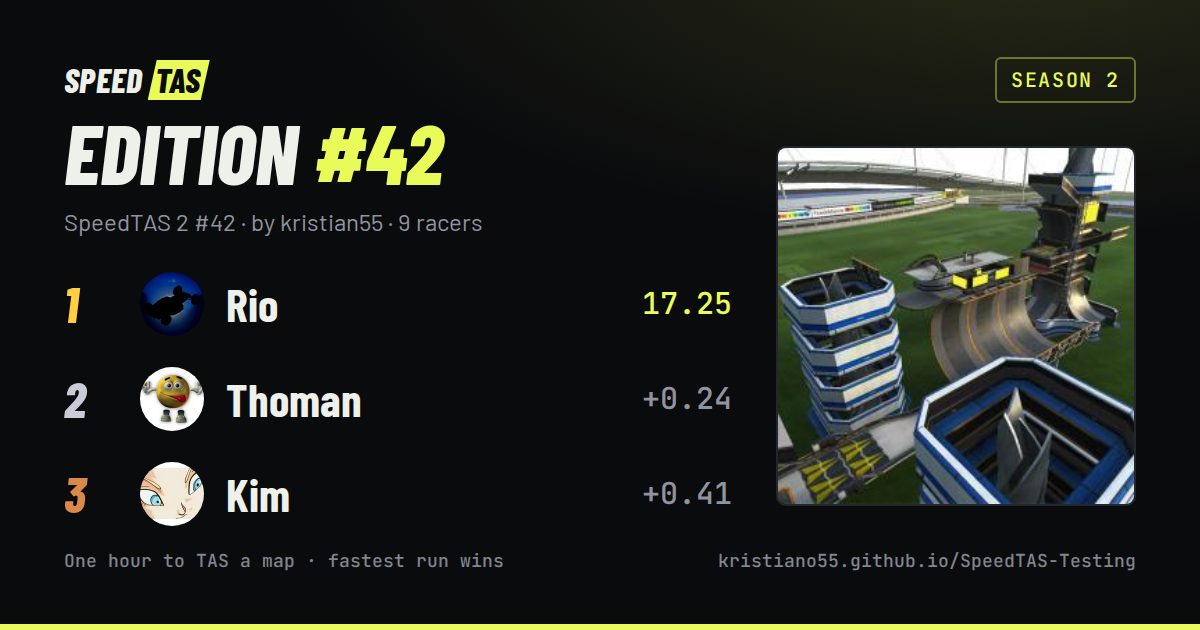 SPEED TAS
SEASON 2
EDITION #42
SpeedTAS 2 #42 · by kristian55 · 9 racers
1 Rio 17.25
2 Thoman +0.24
3 Kim +0.41
One hour to TAS a map · fastest run wins
kristiano55.github.io/SpeedTAS-Testing